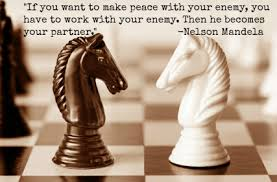 "If you want to make peace with your enemy, you
have to work with your enemy. Then he becomes
your partner." -Nelson Mandela